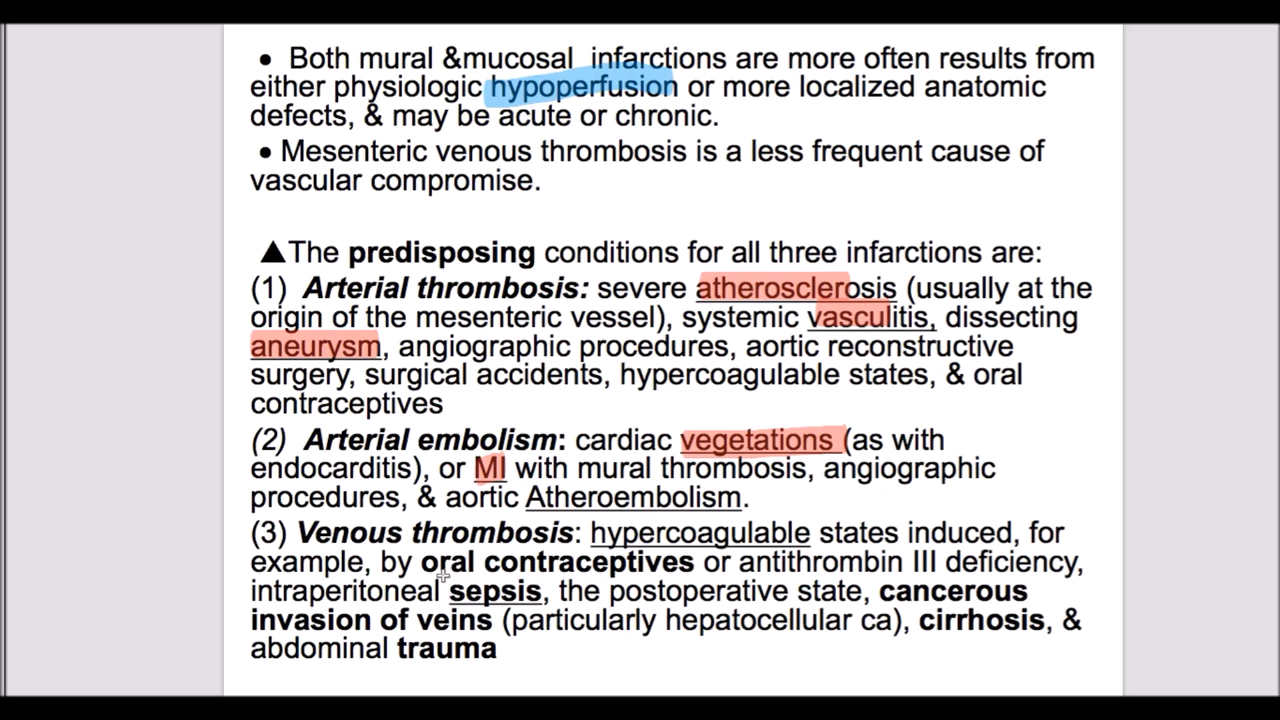 • Both mural &mucosal infarctions are more often results from
either physiologic hypoperfusion or more localized anatomic
defects, & may be acute or chronic.
• Mesenteric venous thrombosis is a less frequent cause of
vascular compromise.
▲The predisposing conditions for all three infarctions are:
(1) Arterial thrombosis: severe atherosclerosis (usually at the
origin of the mesenteric vessel), systemic vasculitis, dissecting
aneurysm, angiographic procedures, aortic reconstructive
surgery, surgical accidents, hypercoagulable states, & oral
contraceptives
(2) Arterial embolism: cardiac vegetations (as with
endocarditis), or MI with mural thrombosis, angiographic
procedures, & aortic Atheroembolism.
(3) Venous thrombosis: hypercoagulable states induced, for
example, by oral contraceptives or antithrombin III deficiency,
intraperitoneal sepsis, the postoperative state, cancerous
invasion of veins (particularly hepatocellular ca), cirrhosis, &
abdominal trauma